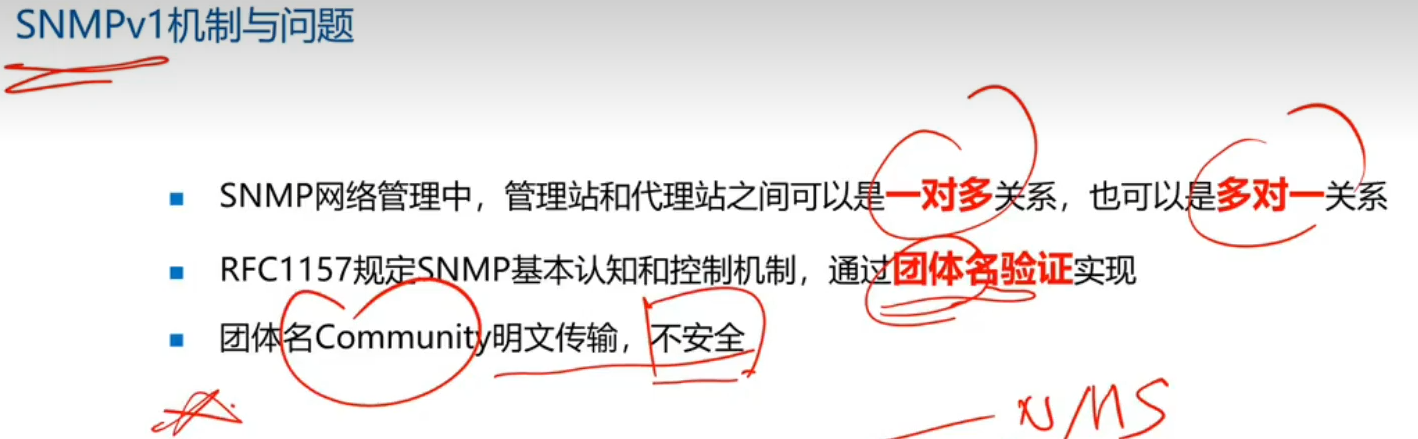 SNMPv1机制与问题
SNMP网络管理中，管理站和代理站之间可以是一对多关系，也可以是多对一关系
RFC1157规定SNMP基本认知和控制机制，通过团体名验证实现
团体名Community明文传输，不安全
NMS